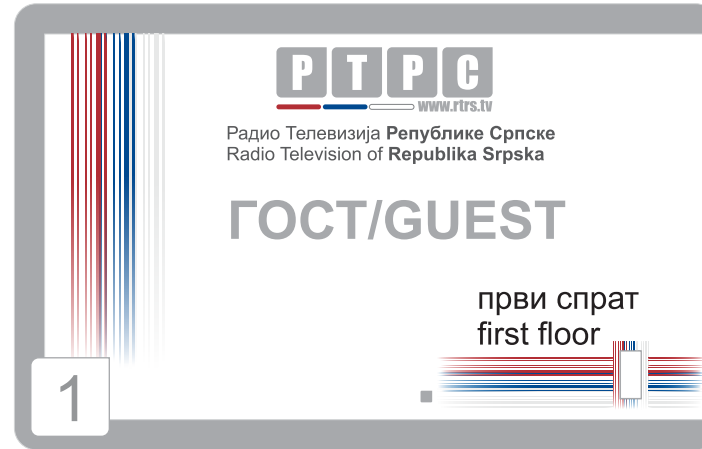 РТРС
www.rtrs.tv
Радио Телевизија Републике Српске
Radio Television of Republika Srpska
ГОСТ/GUEST
први спрат
first floor
1